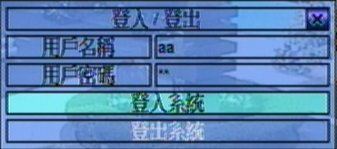 登入 / 登出
用戶名稱 aa
用戶密碼 **
登入系統
登出系統